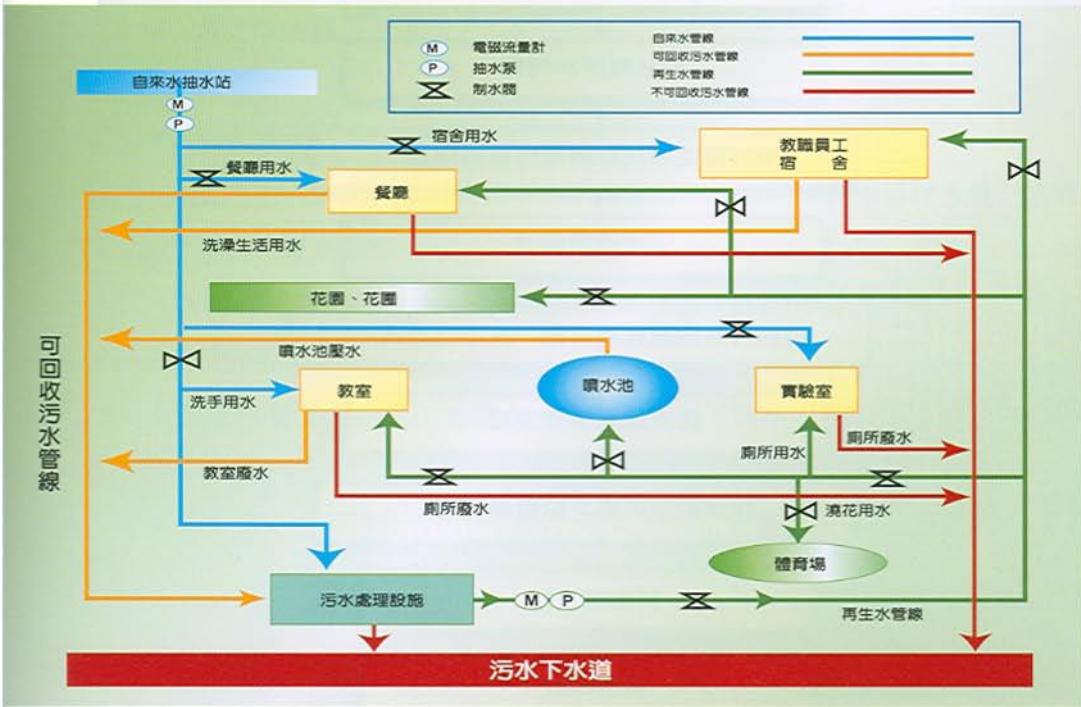 M 電磁流量計
P 抽水泵
制水閥
自來水管線
可回收污水管線
再生水管線
不可回收污水管線
自來水抽水站
M
P
宿舍用水
教職員工
宿 舍
餐廳用水
餐廳
洗澡生活用水
花園、花圃
噴水池壓水
可回收污水管線
教室
噴水池
實驗室
洗手用水
廁所廢水
廁所用水
教室廢水
廁所廢水
澆花用水
體育場
污水處理設施
M P
再生水管線
污水下水道